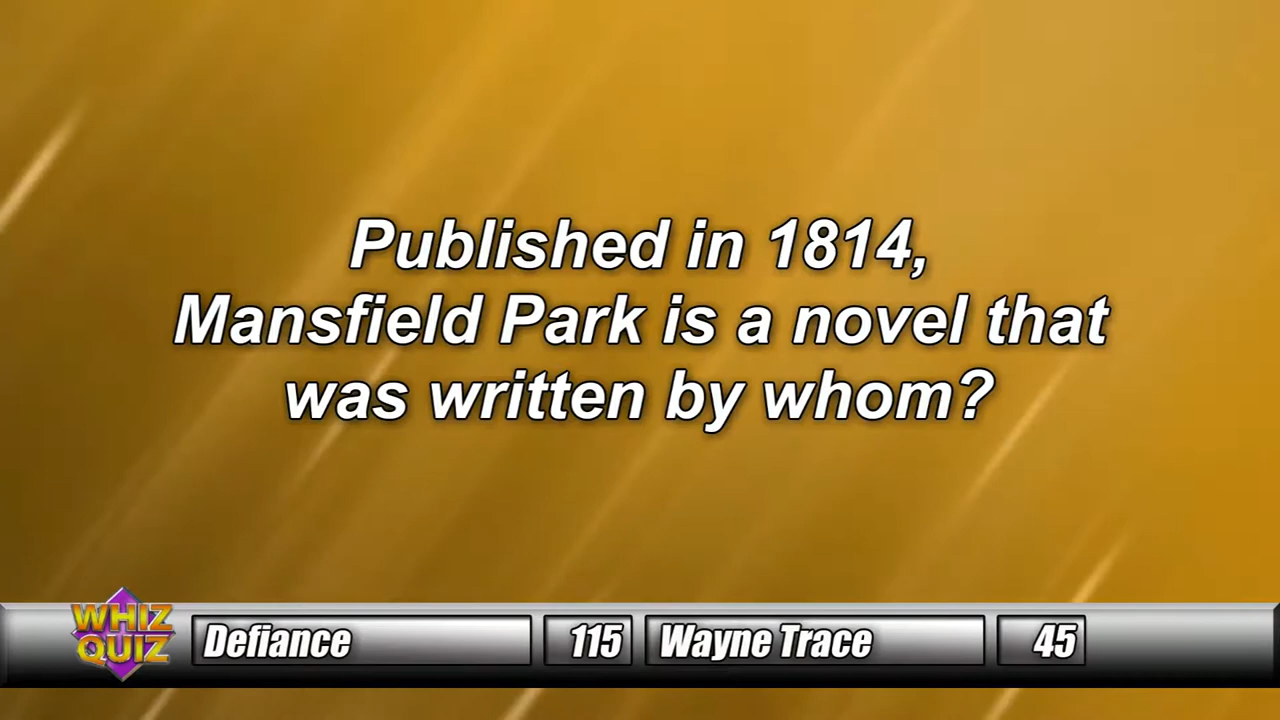 Published in 1814,
Mansfield Park is a novel that
was written by whom?
WHIZ
QUIZ
Defiance 115 Wayne Trace 45